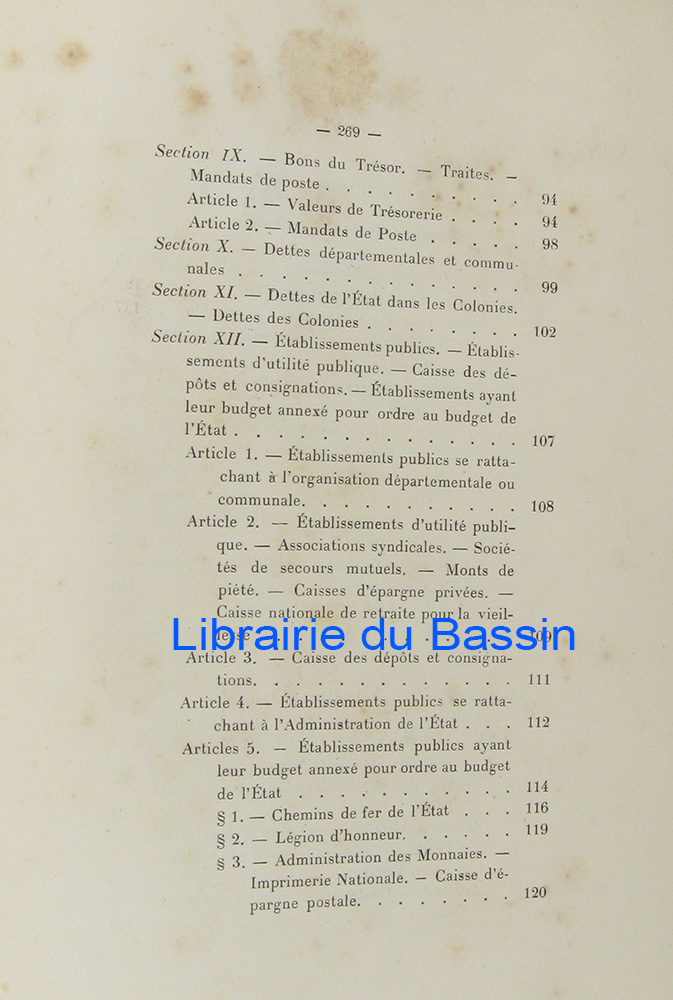 — 269 —
Section IX. — Bons du Trésor. — Traites. —
Mandats de poste . . . . . . . . . . 94
Article 1. — Valeurs de Trésorerie . . . . 94
Article 2. — Mandats de Poste . . . . . 98
Section X. — Dettes départementales et commu-
nales . . . . . . . . . . . . . . 99
Section XI. — Dettes de l'État dans les Colonies.
— Dettes des Colonies . . . . . . . . 102
Section XII. — Établissements publics. — Établis-
sements d'utilité publique. — Caisse des dé-
pôts et consignations. — Établissements ayant
leur budget annexé pour ordre au budget de
l'État . . . . . . . . . . . . . . 107
Article 1. — Établissements publics se ratta-
chant à l'organisation départementale ou
communale. . . . . . . . . . . . 108
Article 2. — Établissements d'utilité publi-
que. — Associations syndicales. — Socié-
tés de secours mutuels. — Monts de
piété. — Caisses d'épargne privées. —
Caisse nationale de retraite pour la vieil-
lesse . . . . . . . . . . . . . 109
Librairie du Bassin
Article 3. — Caisse des dépôts et consigna-
tions. . . . . . . . . . . . . . 111
Article 4. — Établissements publics se ratta-
chant à l'Administration de l'État . . . 112
Articles 5. — Établissements publics ayant
leur budget annexé pour ordre au budget
de l'État . . . . . . . . . . . . 114
§ 1. — Chemins de fer de l'État . . . 116
§ 2. — Légion d'honneur. . . . . . 119
§ 3. — Administration des Monnaies. —
Imprimerie Nationale. — Caisse d'é-
pargne postale. . . . . . . . 120